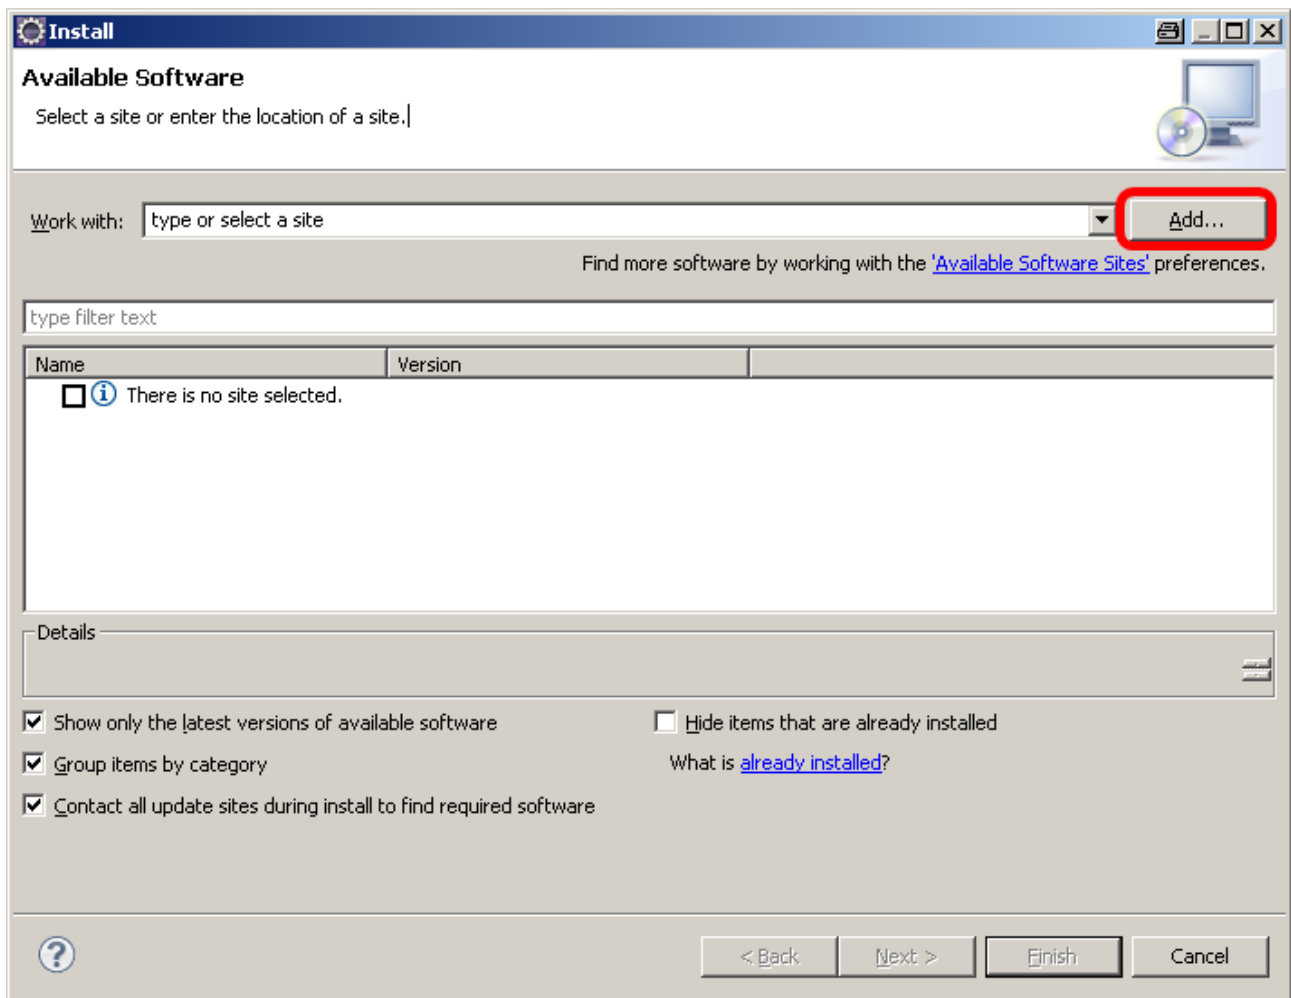 Install
Available Software
Select a site or enter the location of a site.
Work with: type or select a site Add...
Find more software by working with the 'Available Software Sites' preferences.
type filter text
Name Version
There is no site selected.
Details
Show only the latest versions of available software Hide items that are already installed
Group items by category What is already installed?
Contact all update sites during install to find required software
? < Back Next > Finish Cancel